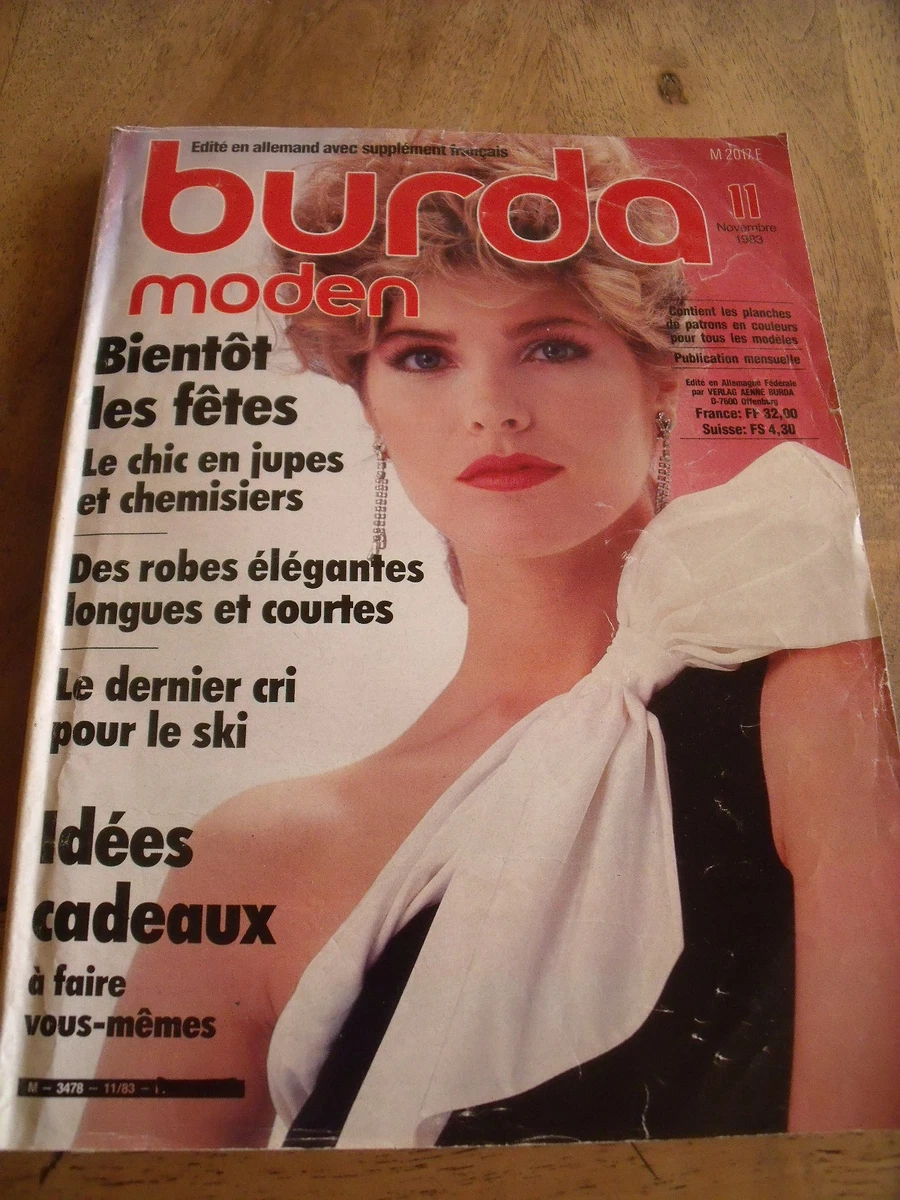 Edité en allemand avec supplément français
M 2017 E
burda
moden
11
Novembre
1983
Contient les planches
de patrons en couleurs
pour tous les modèles
Publication mensuelle
Edité en Allemagne Fédérale
par VERLAG AENNE BURDA
D-7600 Offenburg
France: FF 32,00
Suisse: FS 4,30
Bientôt
les fêtes
Le chic en jupes
et chemisiers
Des robes élégantes
longues et courtes
Le dernier cri
pour le ski
Idées
cadeaux
à faire
vous-mêmes
M – 3478 – 11/83 –